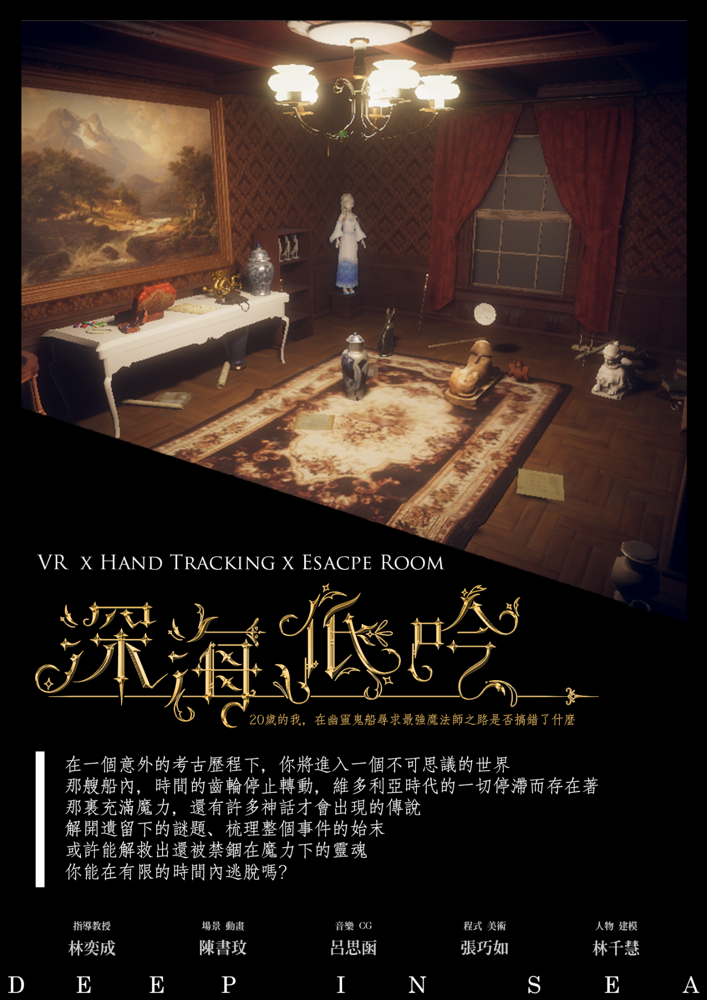 VR x Hand Tracking x Esacpe Room
深海低吟
20歲的我，在幽靈鬼船尋求最強魔法師之路是否搞錯了什麼
在一個意外的考古歷程下，你將進入一個不可思議的世界
那艘船內，時間的齒輪停止轉動，維多利亞時代的一切停滯而存在著
那裏充滿魔力，還有許多神話才會出現的傳說
解開遺留下的謎題、梳理整個事件的始末
或許能解救出還被禁錮在魔力下的靈魂
你能在有限的時間內逃脫嗎？
指導教授 場景 動畫 音樂 CG 程式 美術 人物 建模
林奕成 陳書玟 呂思函 張巧如 林千慧
DEEP IN SEA